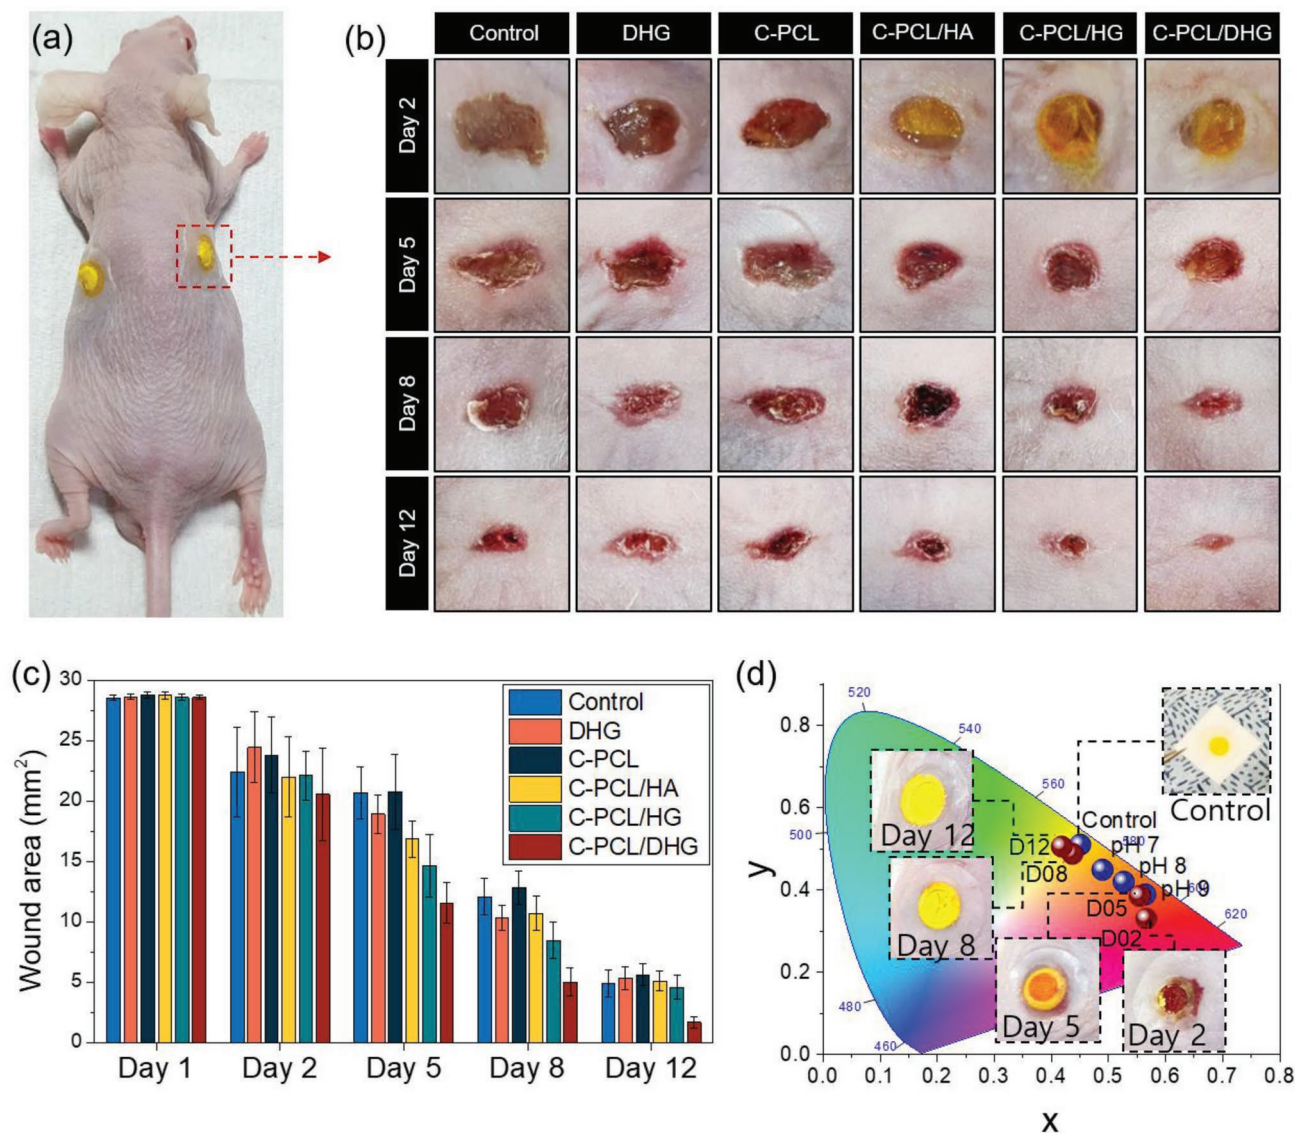 (a)
(b)
Control DHG C-PCL C-PCL/HA C-PCL/HG C-PCL/DHG
Day 2
Day 5
Day 8
Day 12
(c)
Wound area (mm²)
30
25
20
15
10
5
0
Control
DHG
C-PCL
C-PCL/HA
C-PCL/HG
C-PCL/DHG
Day 1 Day 2 Day 5 Day 8 Day 12
(d)
y
0.8
0.6
0.4
0.2
0.0
0.0 0.1 0.2 0.3 0.4 0.5 0.6 0.7 0.8
x
520
540
560
580
600
620
500
480
460
Control
Control
pH 7
pH 8
pH 9
D12
D08
D05
D02
Day 12
Day 8
Day 5
Day 2